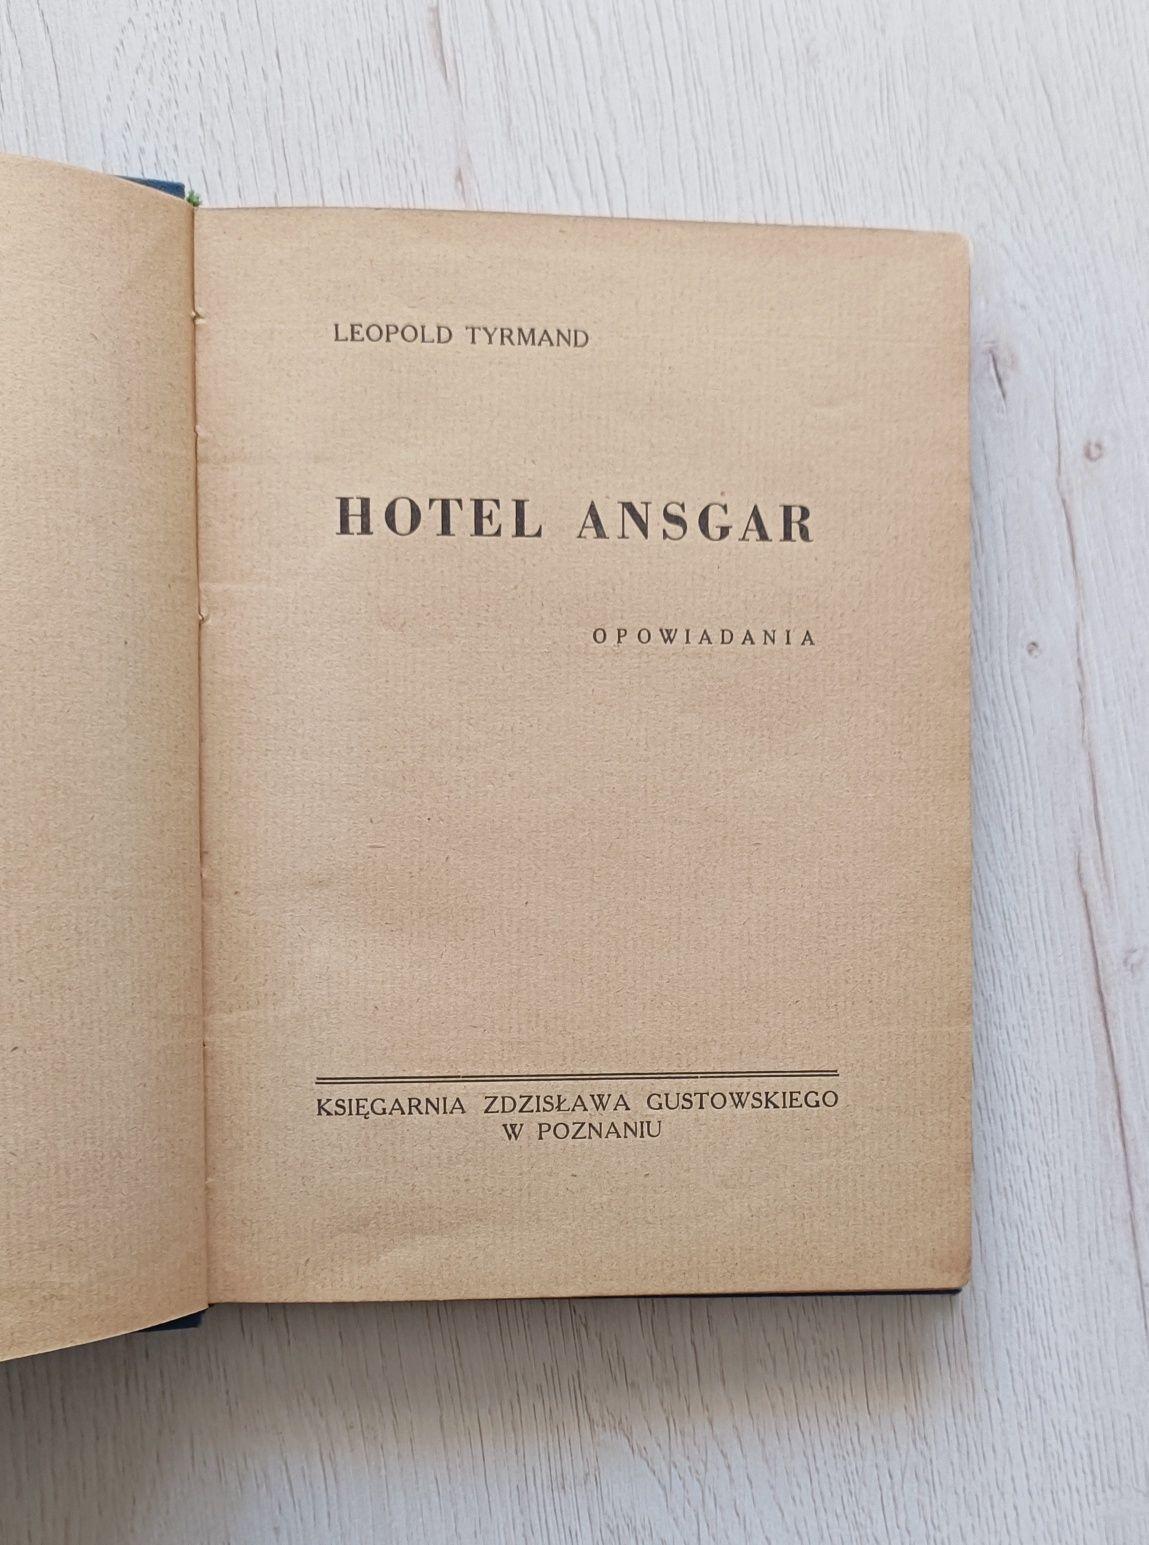 LEOPOLD TYRMAND
HOTEL ANSGAR
OPOWIADANIA
KSIĘGARNIA ZDZISŁAWA GUSTOWSKIEGO
W POZNANIU